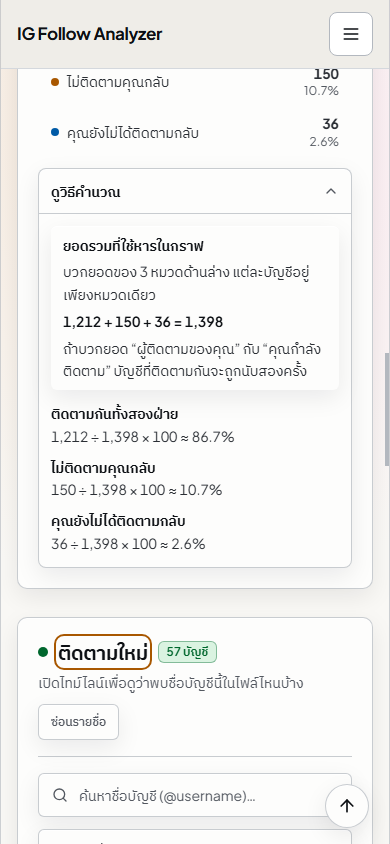 IG Follow Analyzer
ไม่ติดตามคุณกลับ
150
10.7%
คุณยังไม่ได้ติดตามกลับ
36
2.6%
ดูวิธีคำนวณ
ยอดรวมที่ใช้หารในกราฟ
บวกยอดของ 3 หมวดด้านล่าง แต่ละบัญชีอยู่
เพียงหมวดเดียว
1,212 + 150 + 36 = 1,398
ถ้าบวกยอด “ผู้ติดตามของคุณ” กับ “คุณกำลัง
ติดตาม” บัญชีที่ติดตามกันจะถูกนับสองครั้ง
ติดตามกันทั้งสองฝ่าย
1,212 ÷ 1,398 × 100 ≈ 86.7%
ไม่ติดตามคุณกลับ
150 ÷ 1,398 × 100 ≈ 10.7%
คุณยังไม่ได้ติดตามกลับ
36 ÷ 1,398 × 100 ≈ 2.6%
ติดตามใหม่ 57 บัญชี
เปิดไทม์ไลน์เพื่อดูว่าพบชื่อบัญชีนี้ในไฟล์ไหนบ้าง
ซ่อนรายชื่อ
ค้นหาชื่อบัญชี (@username)...